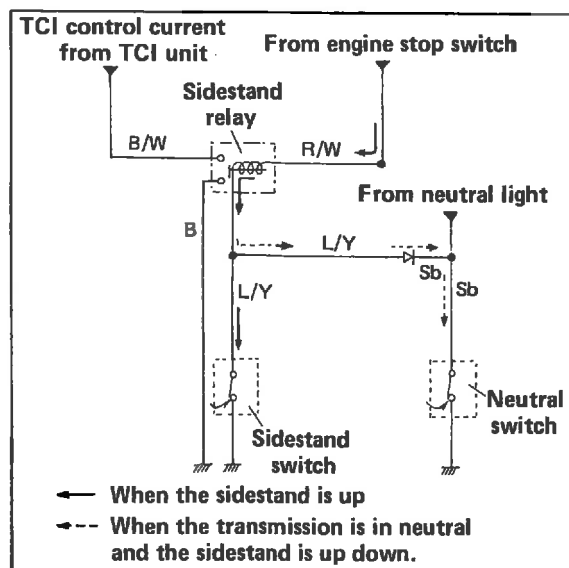 TCI control current
from TCI unit
From engine stop switch
Sidestand
relay
B/W
R/W
From neutral light
B
L/Y
Sb
Sb
L/Y
Sidestand
switch
Neutral
switch
When the sidestand is up
When the transmission is in neutral
and the sidestand is up down.